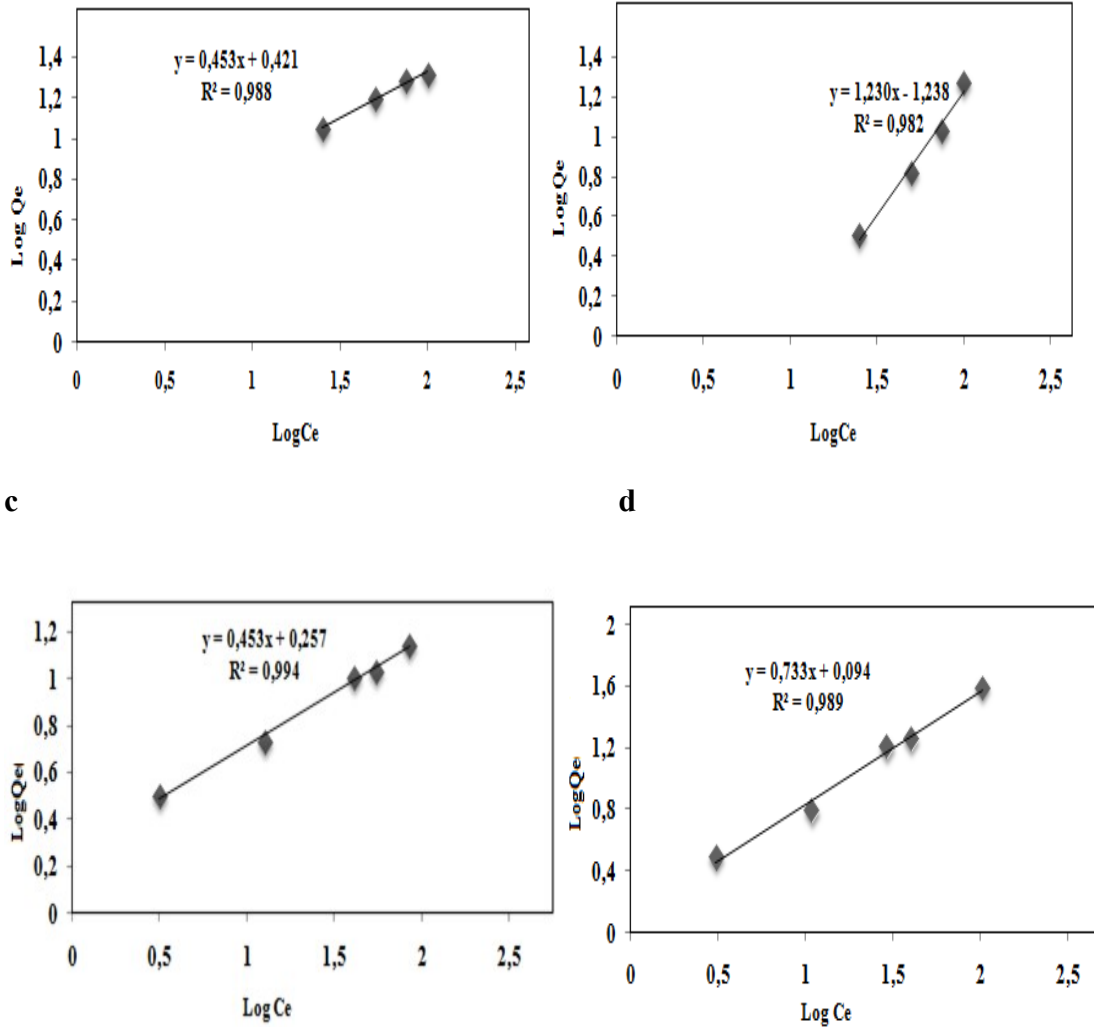 1,4
1,2
1
0,8
0,6
0,4
0,2
0
Log Qe
y = 0,453x + 0,421
R² = 0,988
0 0,5 1 1,5 2 2,5
LogCe
1,4
1,2
1
0,8
0,6
0,4
0,2
0
LogQe
y = 1,230x - 1,238
R² = 0,982
0 0,5 1 1,5 2 2,5
LogCe
c
d
1,2
1
0,8
0,6
0,4
0,2
0
LogQe
y = 0,453x + 0,257
R² = 0,994
0 0,5 1 1,5 2 2,5
Log Ce
2
1,6
1,2
0,8
0,4
0
LogQe
y = 0,733x + 0,094
R² = 0,989
0 0,5 1 1,5 2 2,5
Log Ce